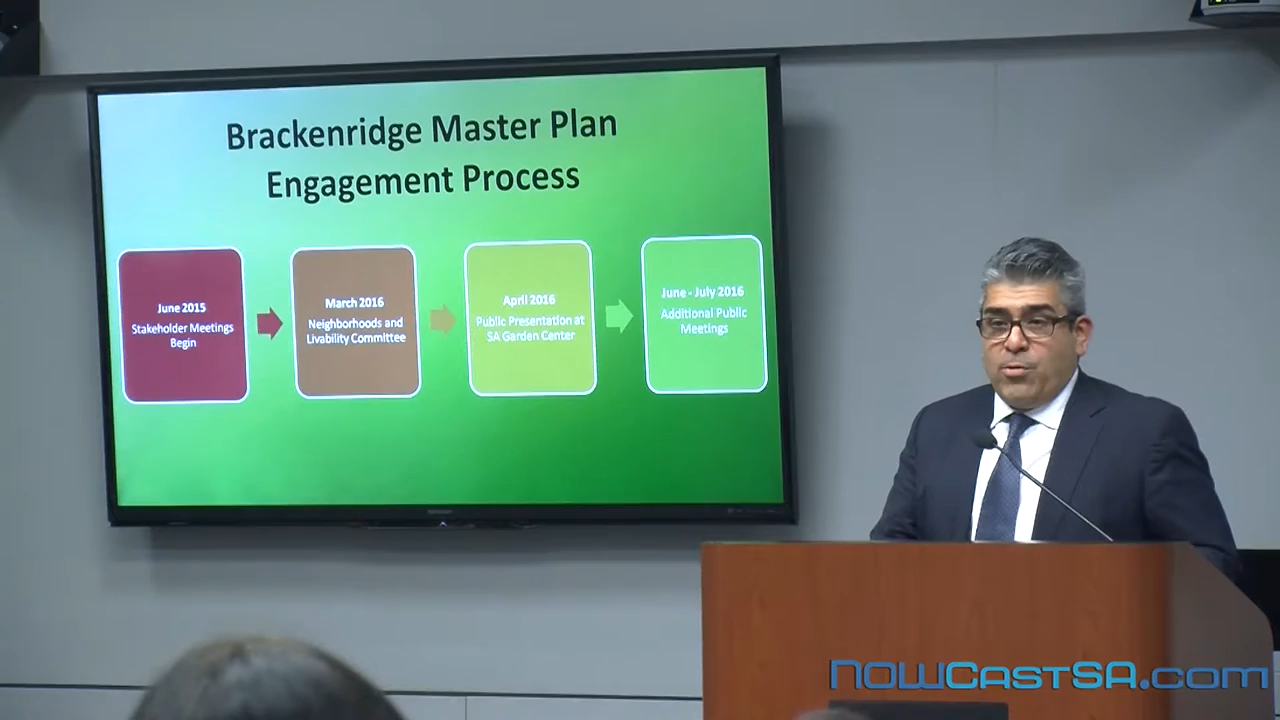 Brackenridge Master Plan
Engagement Process
June 2015
Stakeholder Meetings
Begin
March 2016
Neighborhoods and
Livability Committee
April 2016
Public Presentation at
SA Garden Center
June - July 2016
Additional Public
Meetings
NOWCASTSA.com